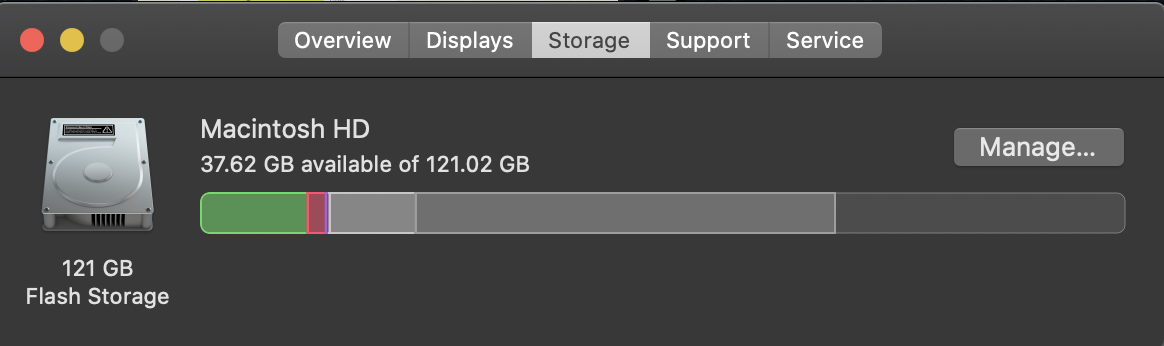 Overview Displays Storage Support Service
Macintosh HD
37.62 GB available of 121.02 GB
Manage...
121 GB
Flash Storage